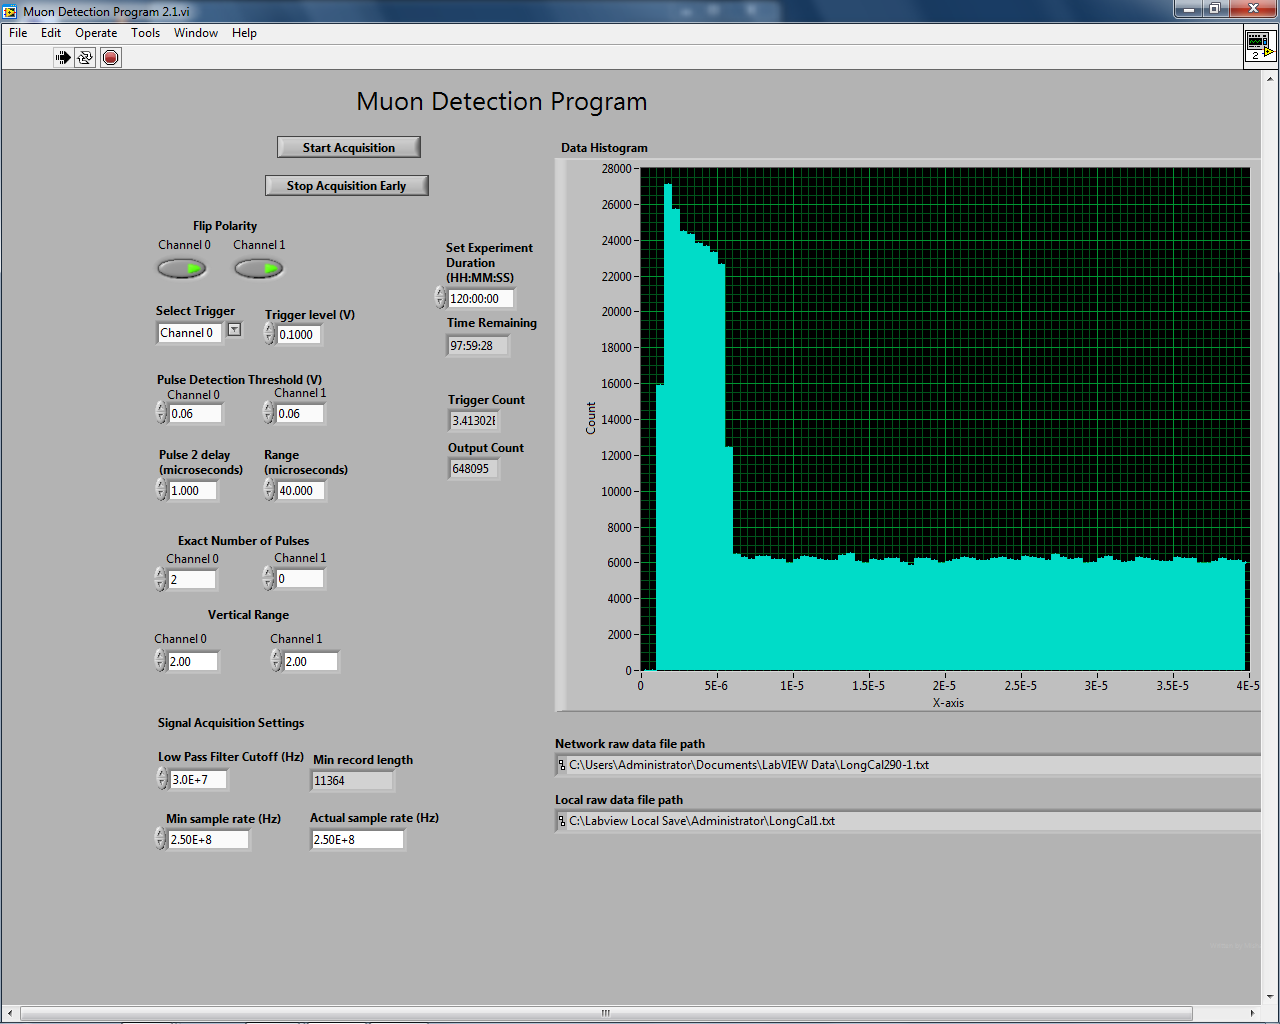 Muon Detection Program 2.1.vi
File Edit Operate Tools Window Help
2
Muon Detection Program
Start Acquisition
Stop Acquisition Early
Flip Polarity
Channel 0 Channel 1
Select Trigger
Channel 0
Trigger level (V)
0.1000
Pulse Detection Threshold (V)
Channel 0 Channel 1
0.06 0.06
Pulse 2 delay
(microseconds)
1.000
Range
(microseconds)
40.000
Exact Number of Pulses
Channel 0 Channel 1
2 0
Vertical Range
Channel 0 Channel 1
2.00 2.00
Signal Acquisition Settings
Low Pass Filter Cutoff (Hz)
3.0E+7
Min record length
11364
Min sample rate (Hz)
2.50E+8
Actual sample rate (Hz)
2.50E+8
Set Experiment
Duration
(HH:MM:SS)
120:00:00
Time Remaining
97:59:28
Trigger Count
3.41302E
Output Count
648095
Data Histogram
28000
26000
24000
22000
20000
18000
16000
14000
12000
10000
8000
6000
4000
2000
0
Count
0 5E-6 1E-5 1.5E-5 2E-5 2.5E-5 3E-5 3.5E-5 4E-5
X-axis
Network raw data file path
C:\Users\Administrator\Documents\LabVIEW Data\LongCal290-1.txt
Local raw data file path
C:\Labview Local Save\Administrator\LongCal1.txt